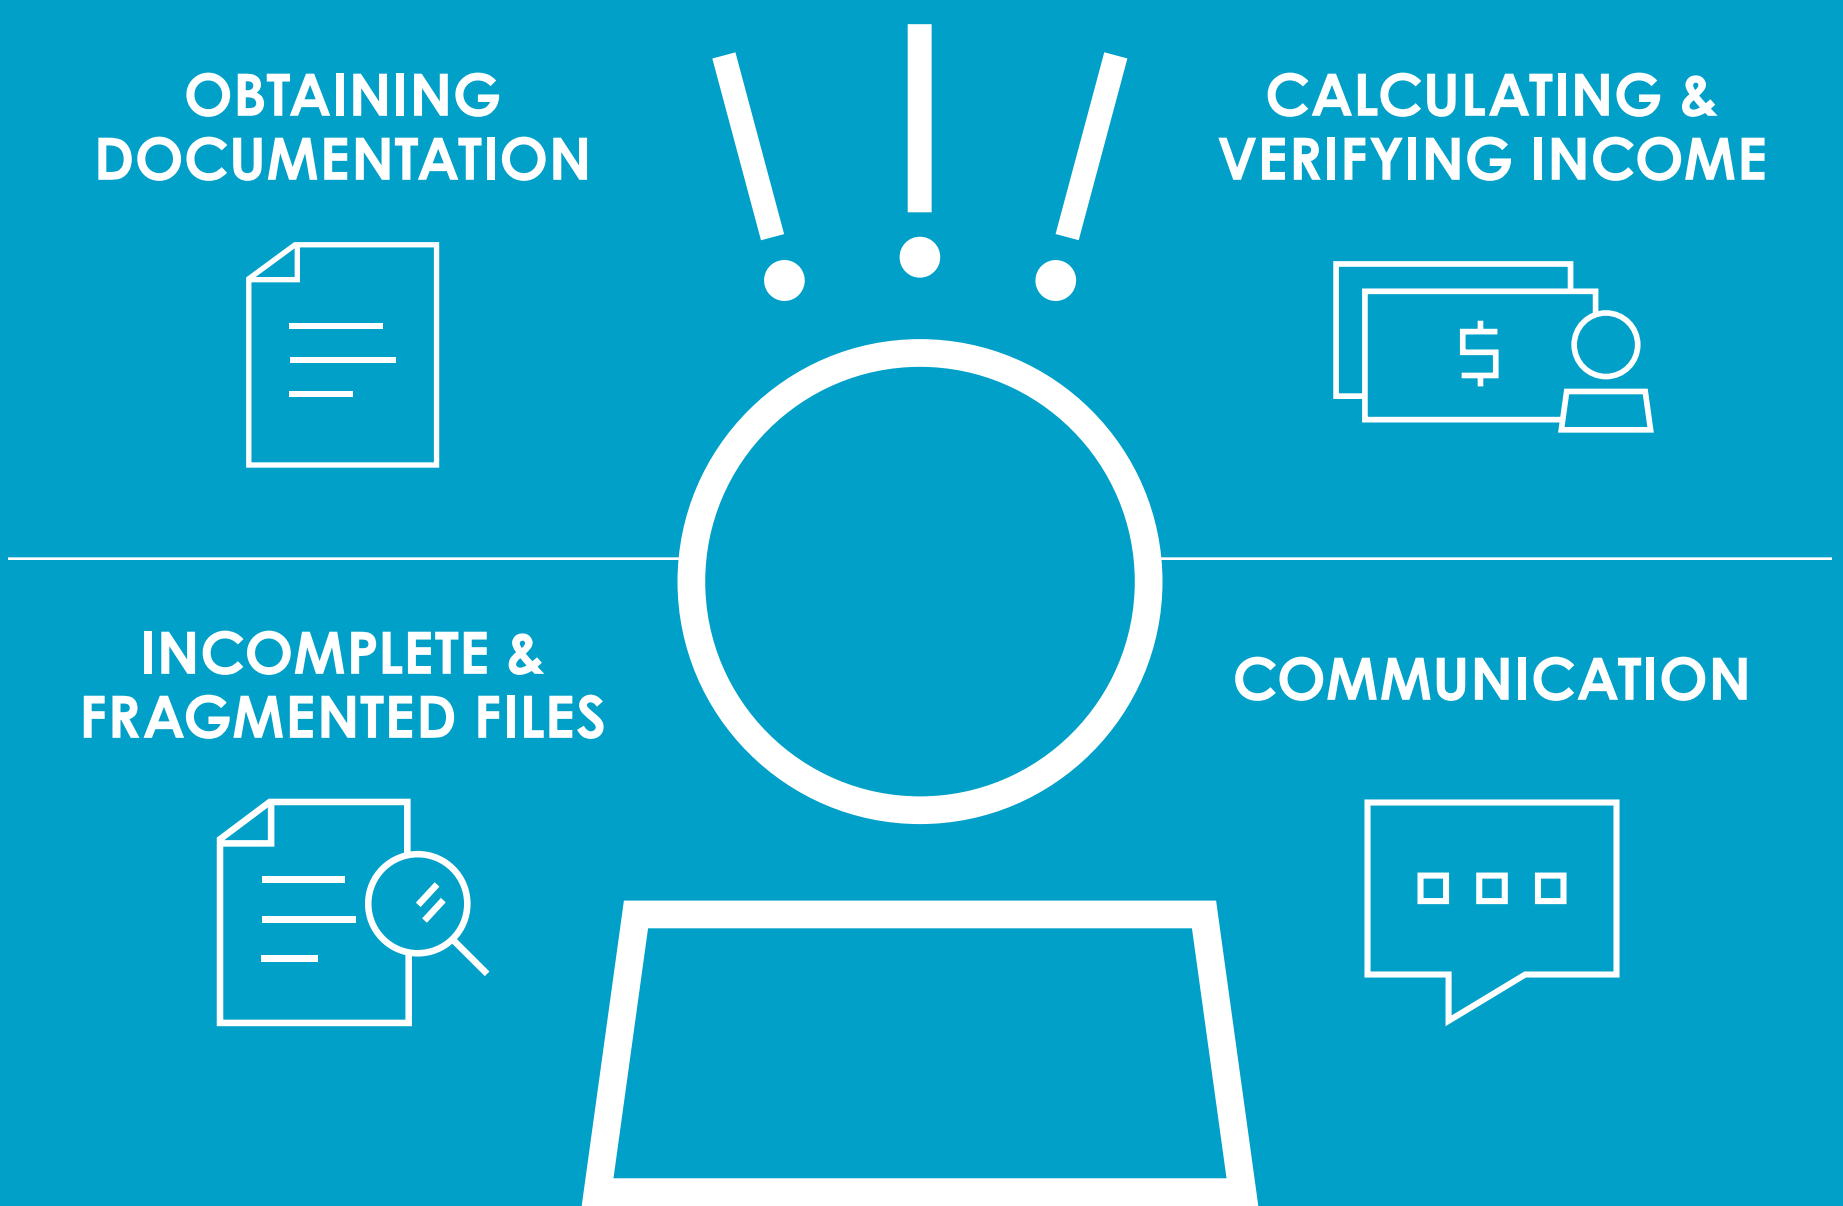 OBTAINING
DOCUMENTATION
CALCULATING &
VERIFYING INCOME
$
INCOMPLETE &
FRAGMENTED FILES
COMMUNICATION